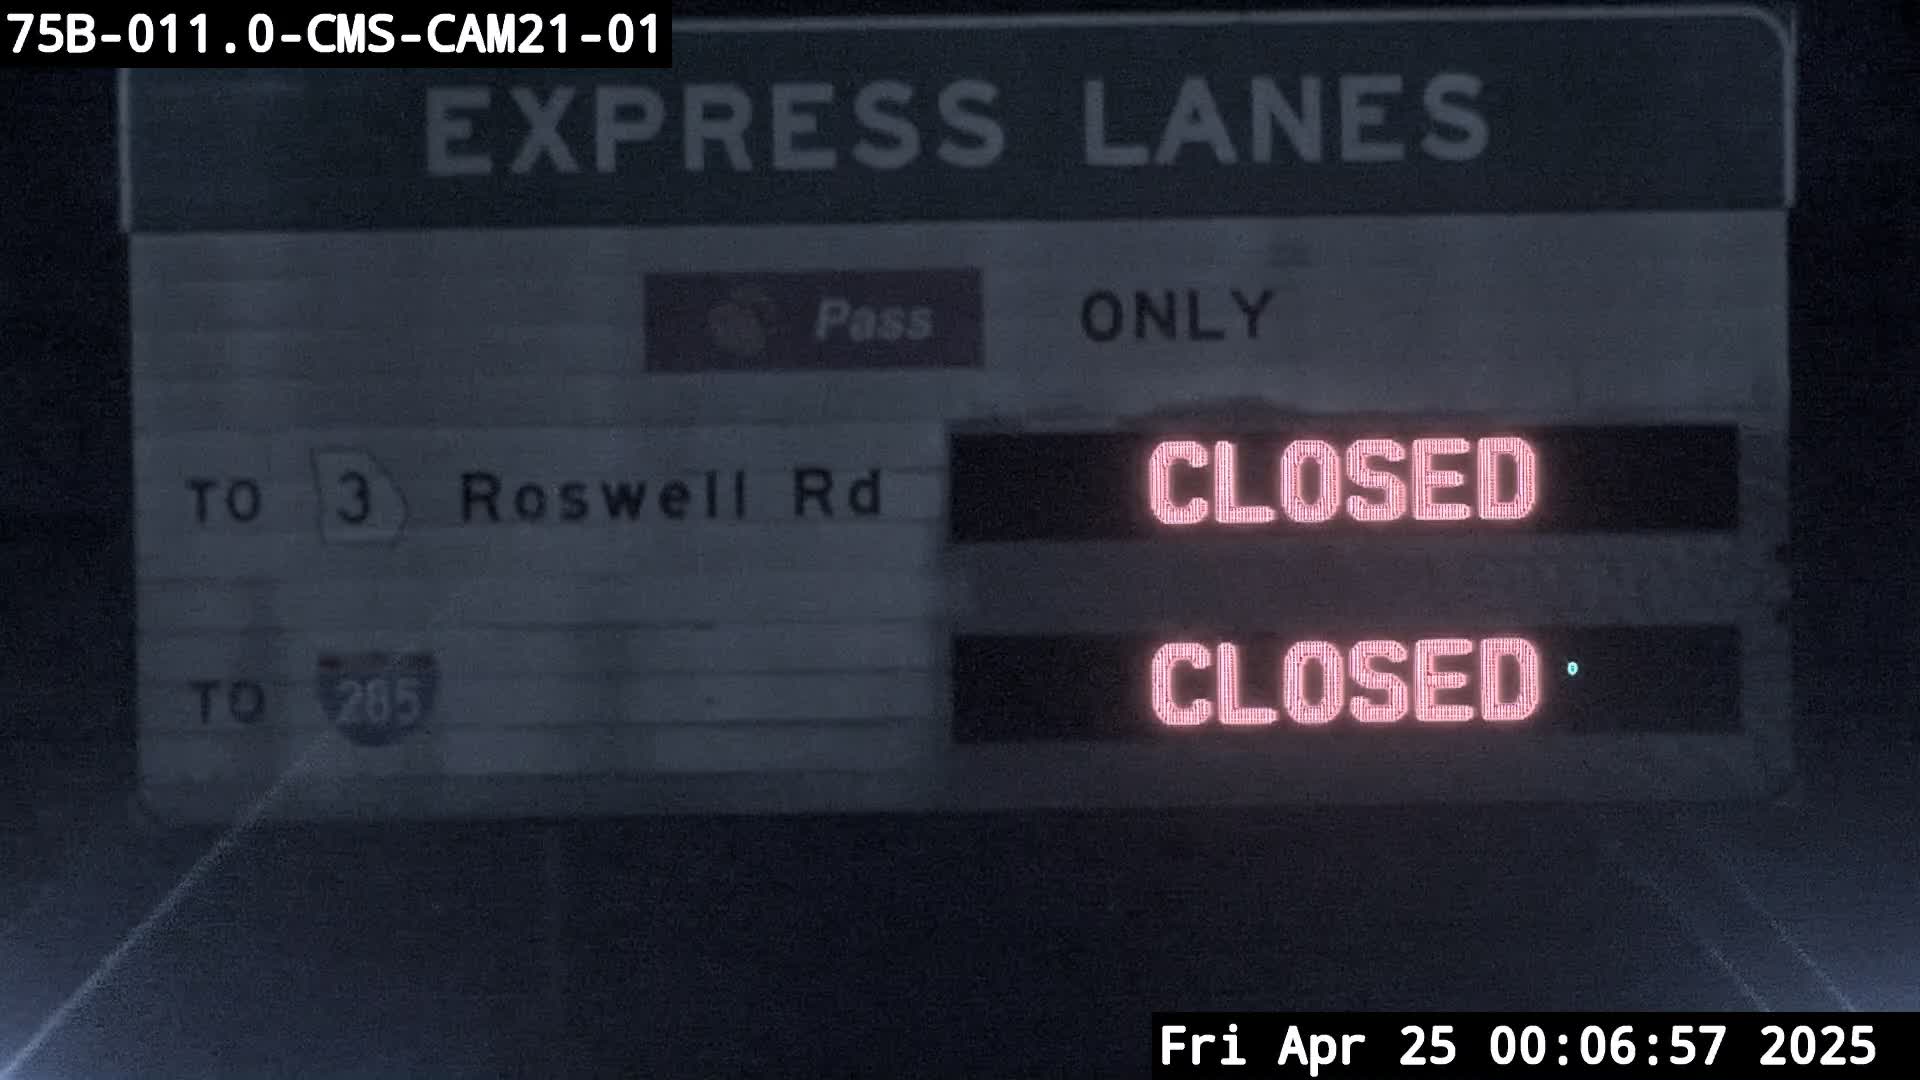 75B-011.0-CMS-CAM21-01
EXPRESS LANES
Pass ONLY
TO 3 Roswell Rd CLOSED
TO 285 CLOSED
Fri Apr 25 00:06:57 2025